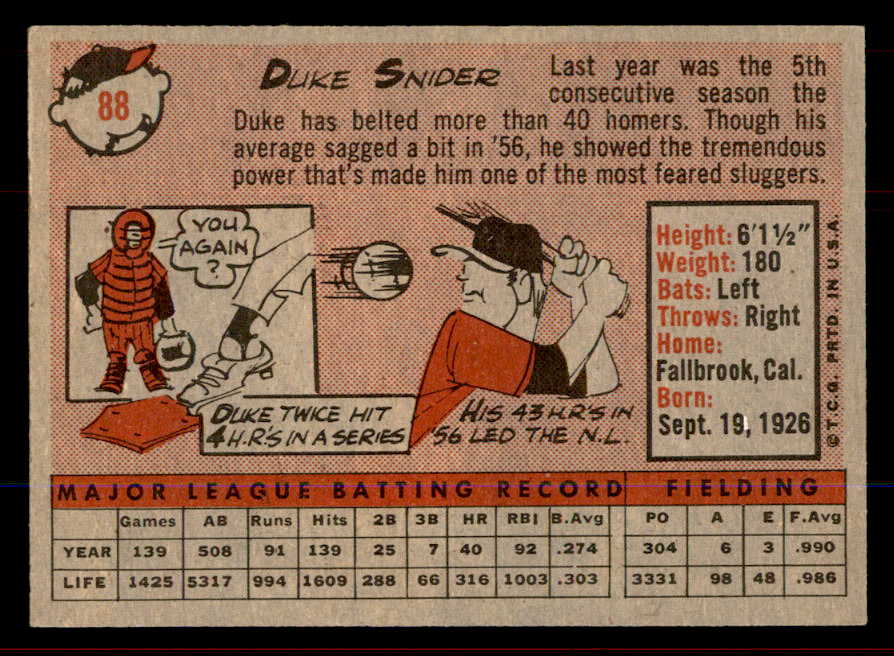 88
DUKE SNIDER
Last year was the 5th
consecutive season the
Duke has belted more than 40 homers. Though his
average sagged a bit in '56, he showed the tremendous
power that's made him one of the most feared sluggers.
YOU
AGAIN
?
DUKE TWICE HIT
4 H.R.'S IN A SERIES
HIS 43 H.R.'S IN
'56 LED THE N.L.
Height: 6'1½"
Weight: 180
Bats: Left
Throws: Right
Home:
Fallbrook, Cal.
Born:
Sept. 19, 1926
©T.C.G. PRTD. IN U.S.A.
MAJOR LEAGUE BATTING RECORD FIELDING
Games AB Runs Hits 2B 3B HR RBI B.Avg PO A E F.Avg
YEAR 139 508 91 139 25 7 40 92 .274 304 6 3 .990
LIFE 1425 5317 994 1609 288 66 316 1003 .303 3331 98 48 .986